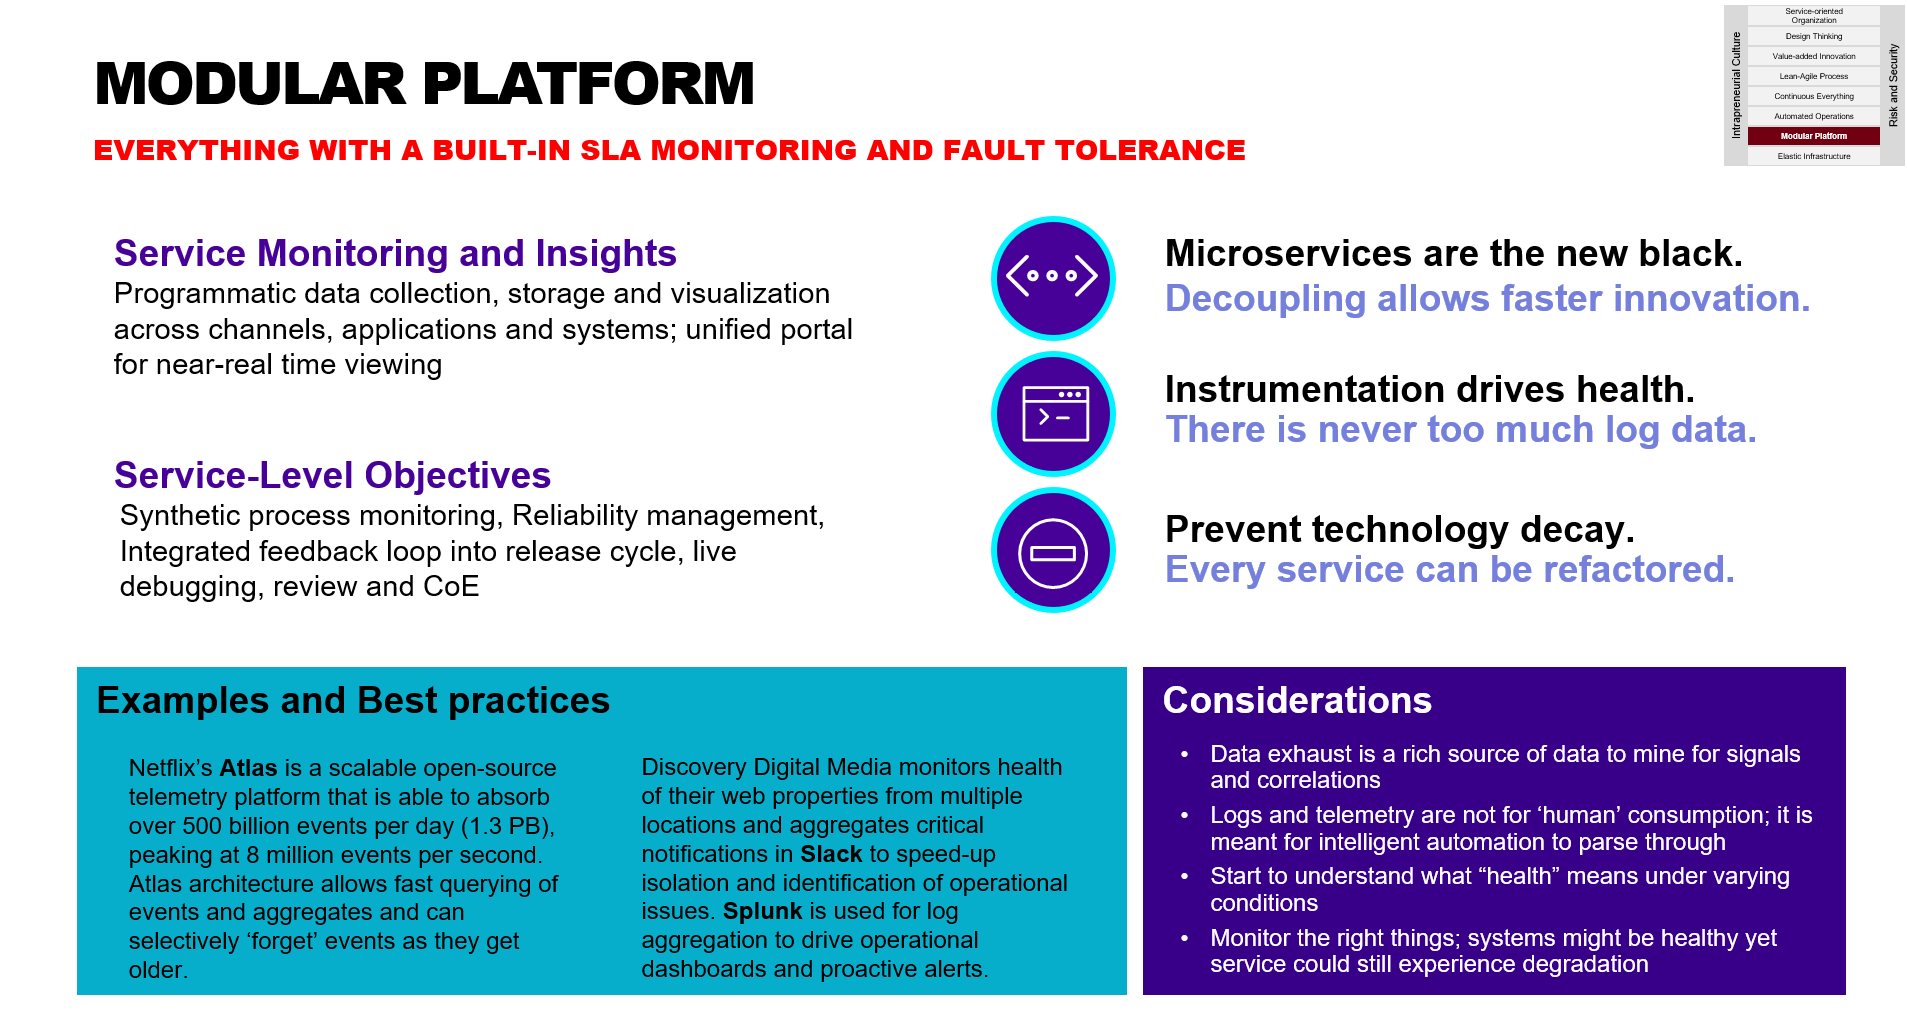 MODULAR PLATFORM
EVERYTHING WITH A BUILT-IN SLA MONITORING AND FAULT TOLERANCE
Intrapreneurial Culture
Service-oriented
Organization
Design Thinking
Value-added Innovation
Lean-Agile Process
Continuous Everything
Automated Operations
Modular Platform
Elastic Infrastructure
Risk and Security
Service Monitoring and Insights
Programmatic data collection, storage and visualization
across channels, applications and systems; unified portal
for near-real time viewing
Service-Level Objectives
Synthetic process monitoring, Reliability management,
Integrated feedback loop into release cycle, live
debugging, review and CoE
Microservices are the new black.
Decoupling allows faster innovation.
Instrumentation drives health.
There is never too much log data.
Prevent technology decay.
Every service can be refactored.
Examples and Best practices
Netflix’s Atlas is a scalable open-source
telemetry platform that is able to absorb
over 500 billion events per day (1.3 PB),
peaking at 8 million events per second.
Atlas architecture allows fast querying of
events and aggregates and can
selectively ‘forget’ events as they get
older.
Discovery Digital Media monitors health
of their web properties from multiple
locations and aggregates critical
notifications in Slack to speed-up
isolation and identification of operational
issues. Splunk is used for log
aggregation to drive operational
dashboards and proactive alerts.
Considerations
• Data exhaust is a rich source of data to mine for signals
and correlations
• Logs and telemetry are not for ‘human’ consumption; it is
meant for intelligent automation to parse through
• Start to understand what “health” means under varying
conditions
• Monitor the right things; systems might be healthy yet
service could still experience degradation